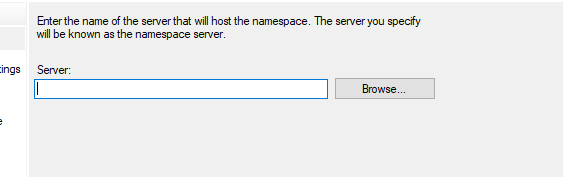 Enter the name of the server that will host the namespace. The server you specify
will be known as the namespace server.
tings
Server:
Browse...
e